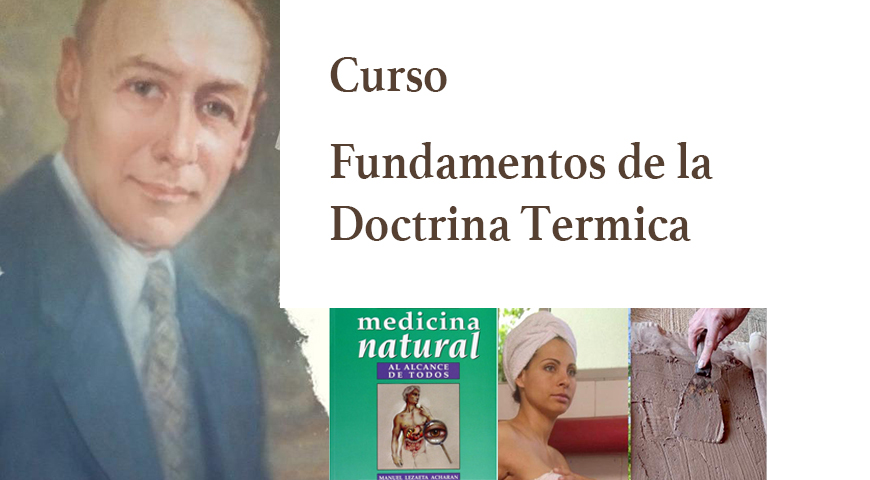 Curso
Fundamentos de la
Doctrina Termica
medicina
natural
AL ALCANCE
DE TODOS
MANUEL LEZAETA ACHARAN